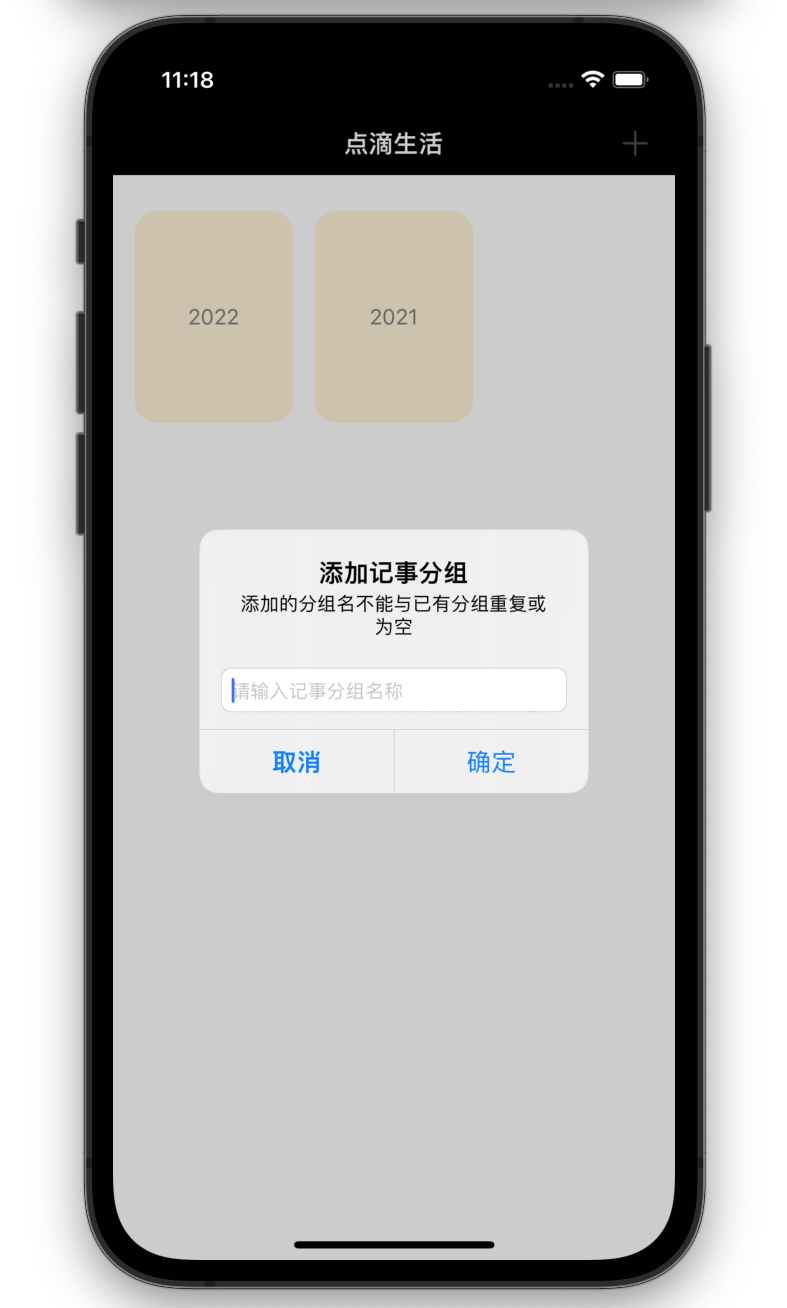 11:18
点滴生活
2022
2021
添加记事分组
添加的分组名不能与已有分组重复或
为空
请输入记事分组名称
取消
确定